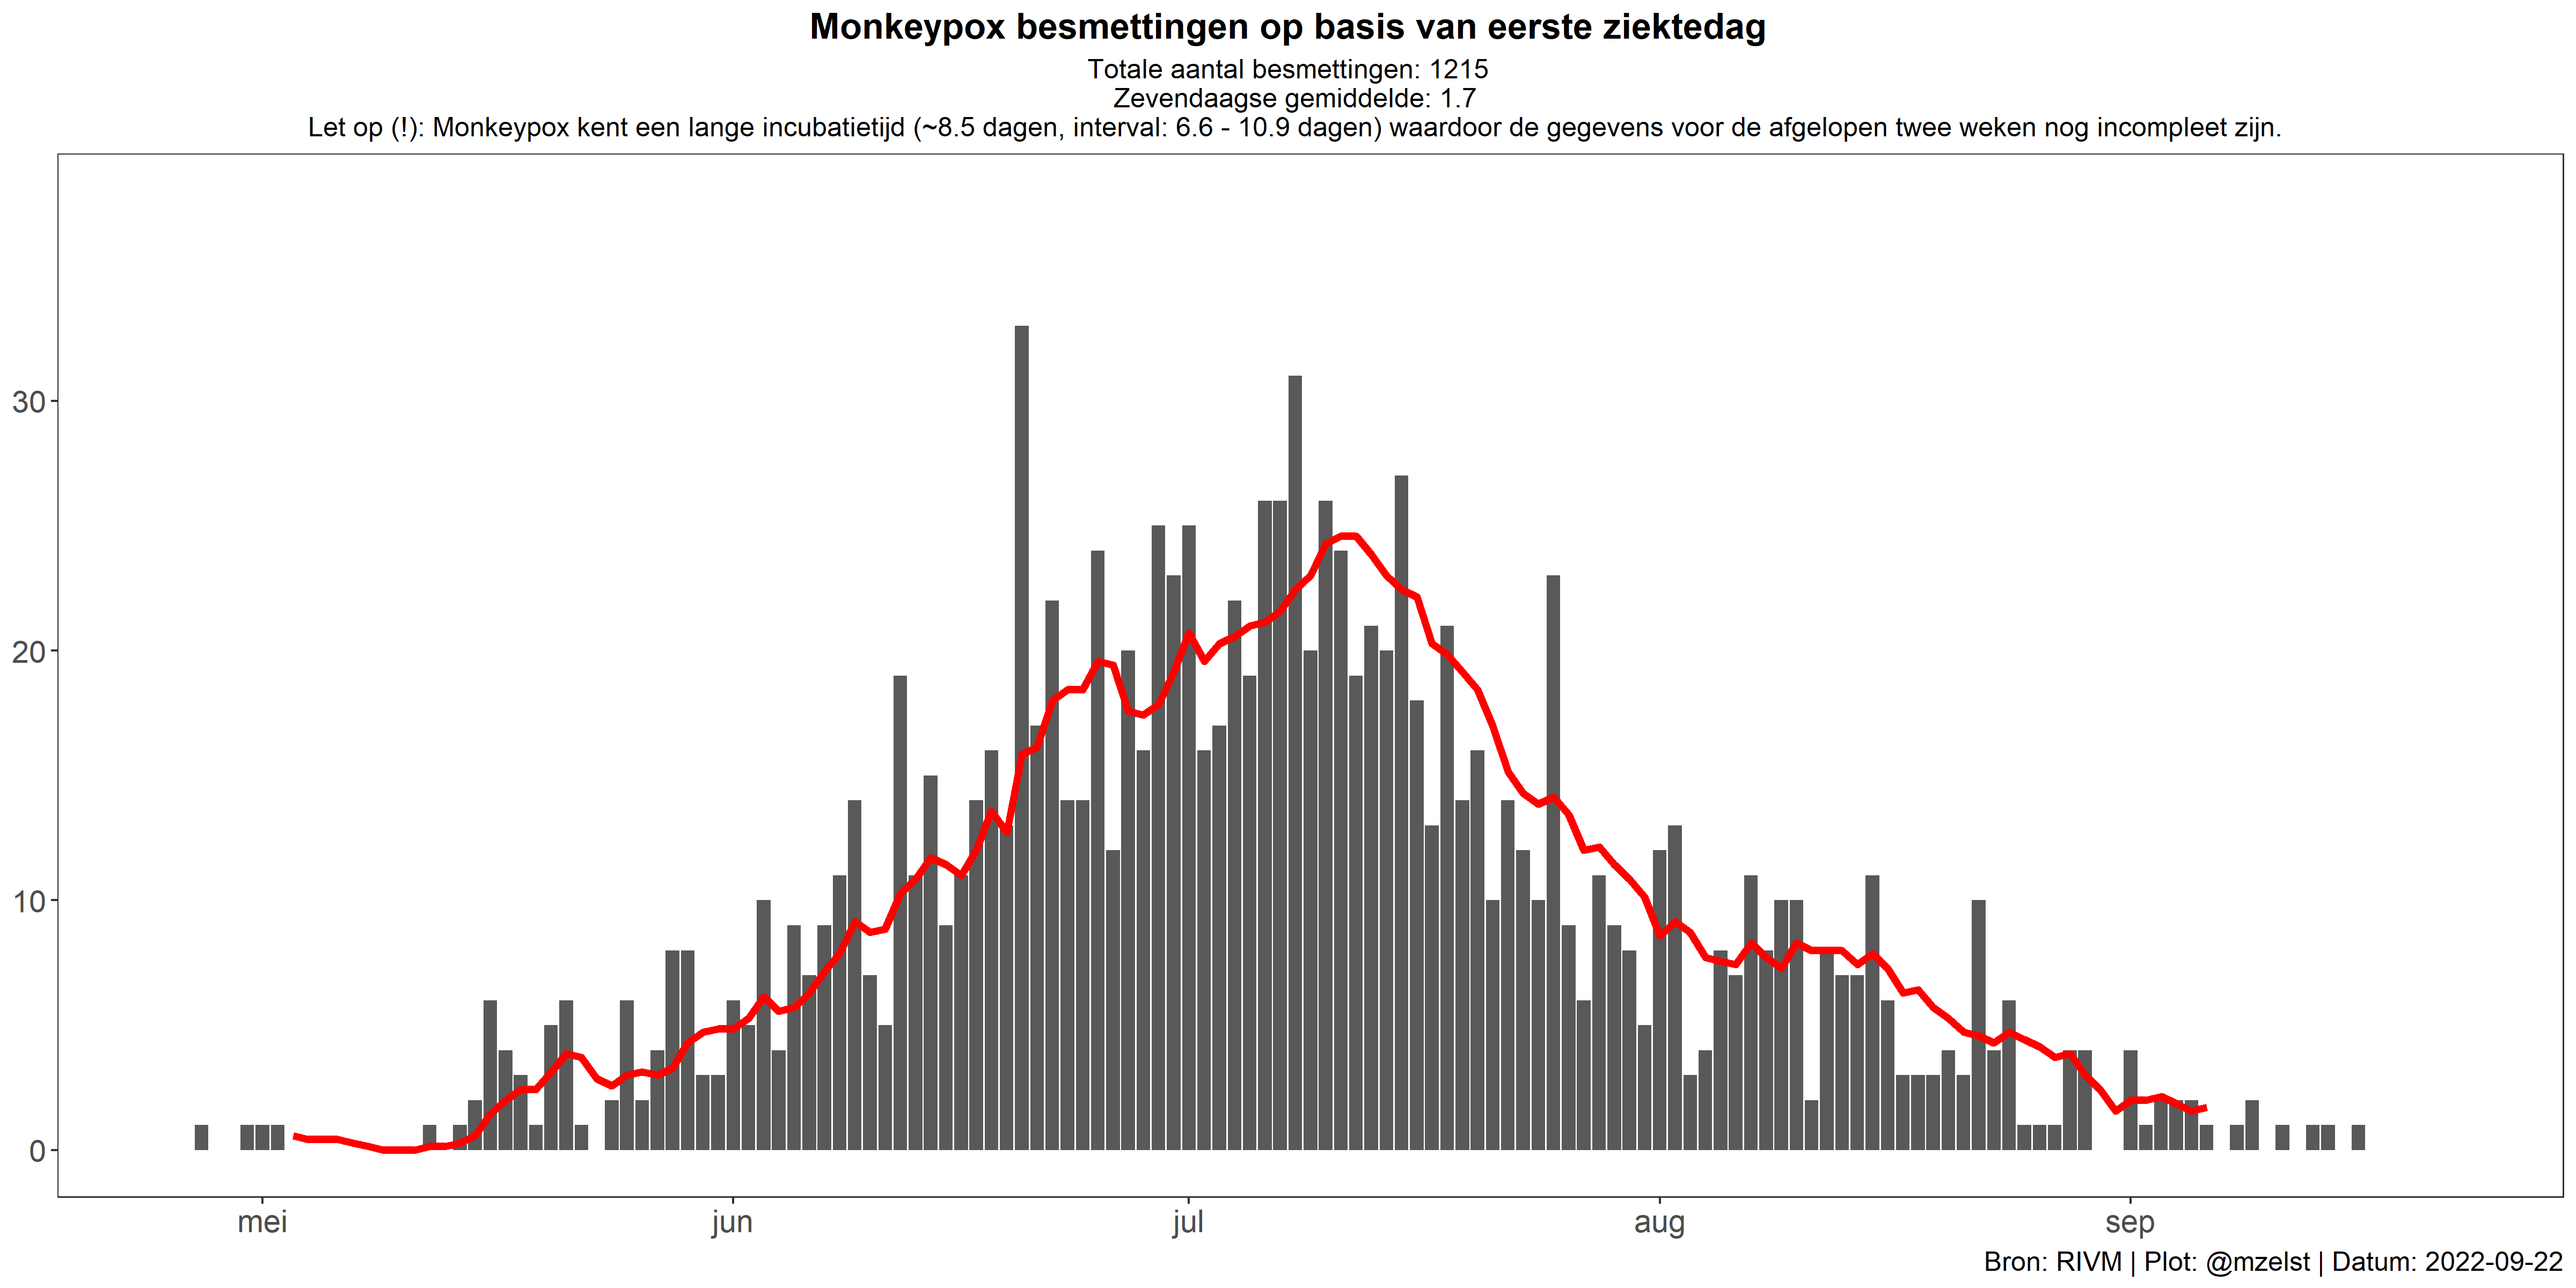 Monkeypox besmettingen op basis van eerste ziektedag
Totale aantal besmettingen: 1215
Zevendaagse gemiddelde: 1.7
Let op (!): Monkeypox kent een lange incubatietijd (~8.5 dagen, interval: 6.6 - 10.9 dagen) waardoor de gegevens voor de afgelopen twee weken nog incompleet zijn.
30
20
10
0
mei jun jul aug sep
Bron: RIVM | Plot: @mzelst | Datum: 2022-09-22